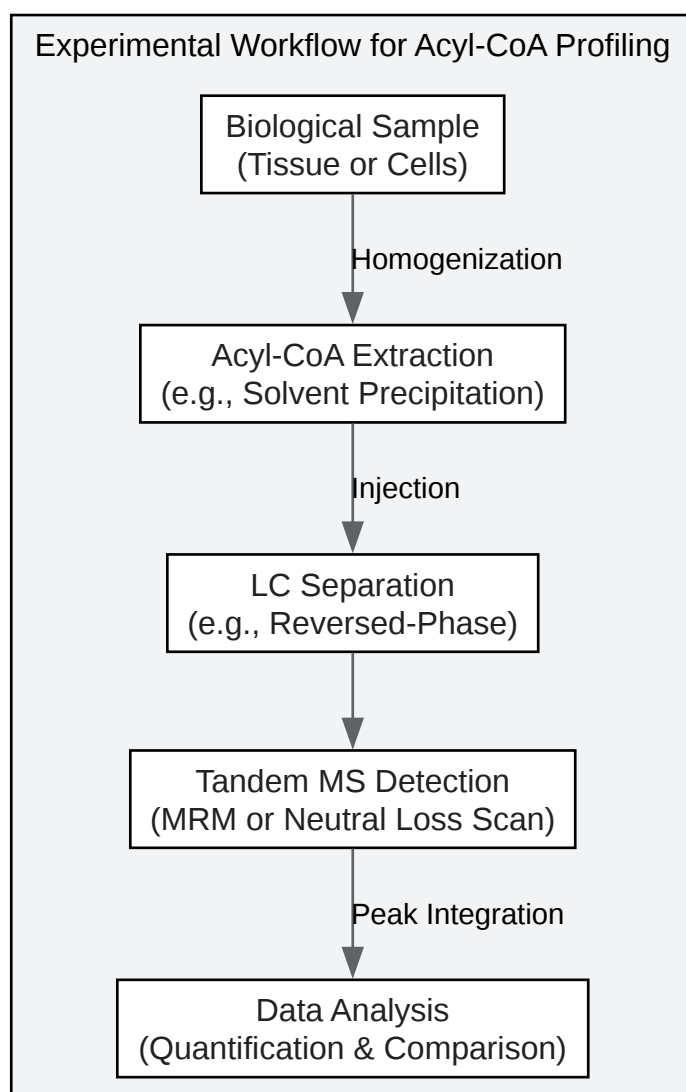 Experimental Workflow for Acyl-CoA Profiling
Biological Sample
(Tissue or Cells)
Homogenization
Acyl-CoA Extraction
(e.g., Solvent Precipitation)
Injection
LC Separation
(e.g., Reversed-Phase)
Tandem MS Detection
(MRM or Neutral Loss Scan)
Peak Integration
Data Analysis
(Quantification & Comparison)